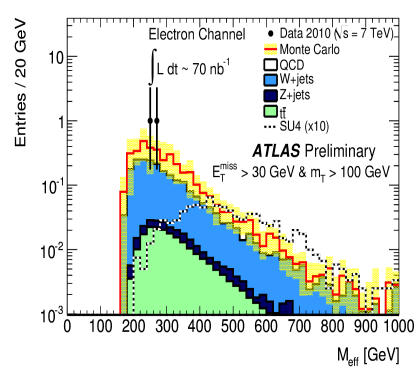 Entries / 20 GeV
10
1
10⁻¹
10⁻²
10⁻³
Electron Channel
∫ L dt ~ 70 nb⁻¹
Data 2010 (√s = 7 TeV)
Monte Carlo
QCD
W+jets
Z+jets
tt̄
SU4 (x10)
ATLAS Preliminary
E_T^miss > 30 GeV & m_T > 100 GeV
0 100 200 300 400 500 600 700 800 900 1000
M_eff [GeV]